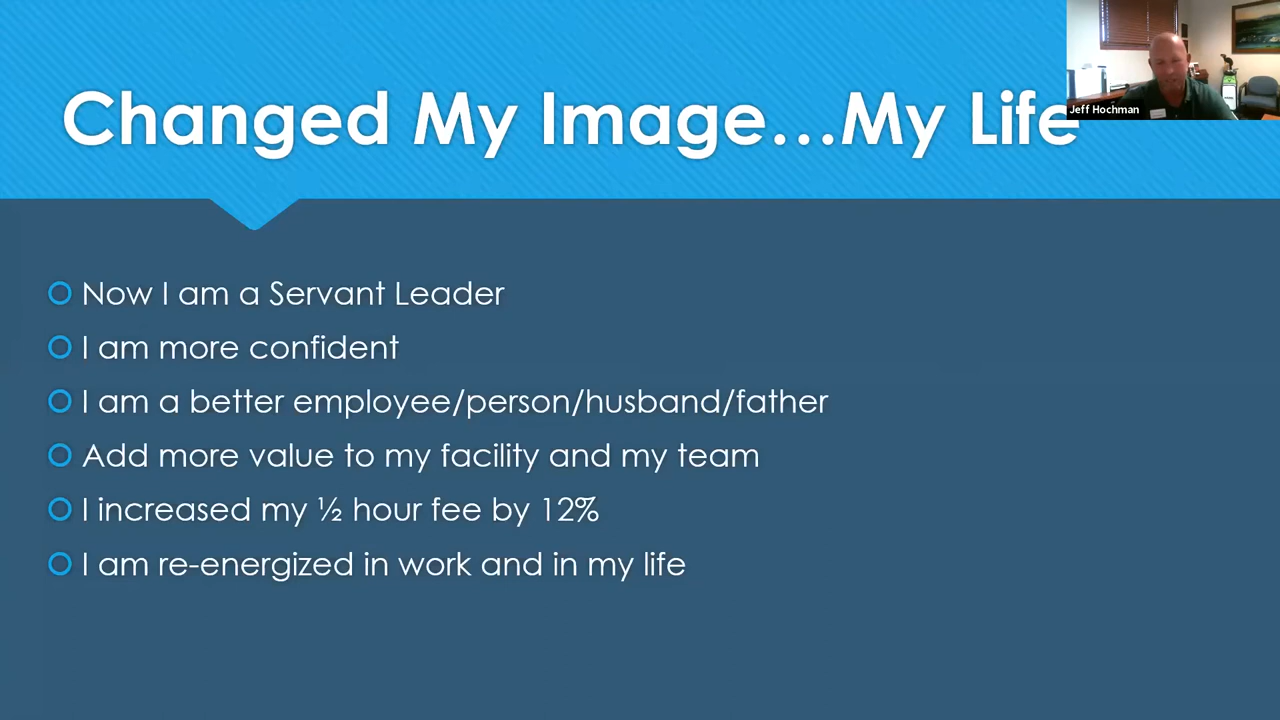 Changed My Image...My Life
Jeff Hochman
Now I am a Servant Leader
I am more confident
I am a better employee/person/husband/father
Add more value to my facility and my team
I increased my ½ hour fee by 12%
I am re-energized in work and in my life